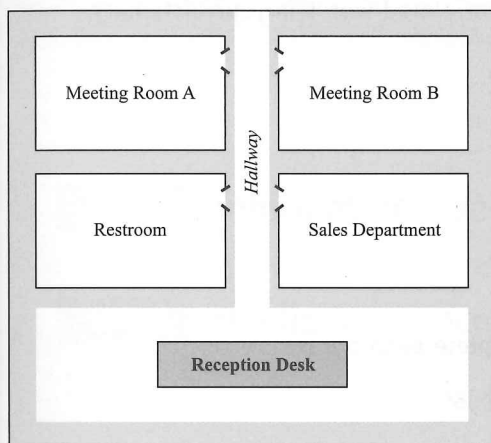 Meeting Room A
Meeting Room B
Hallway
Restroom
Sales Department
Reception Desk